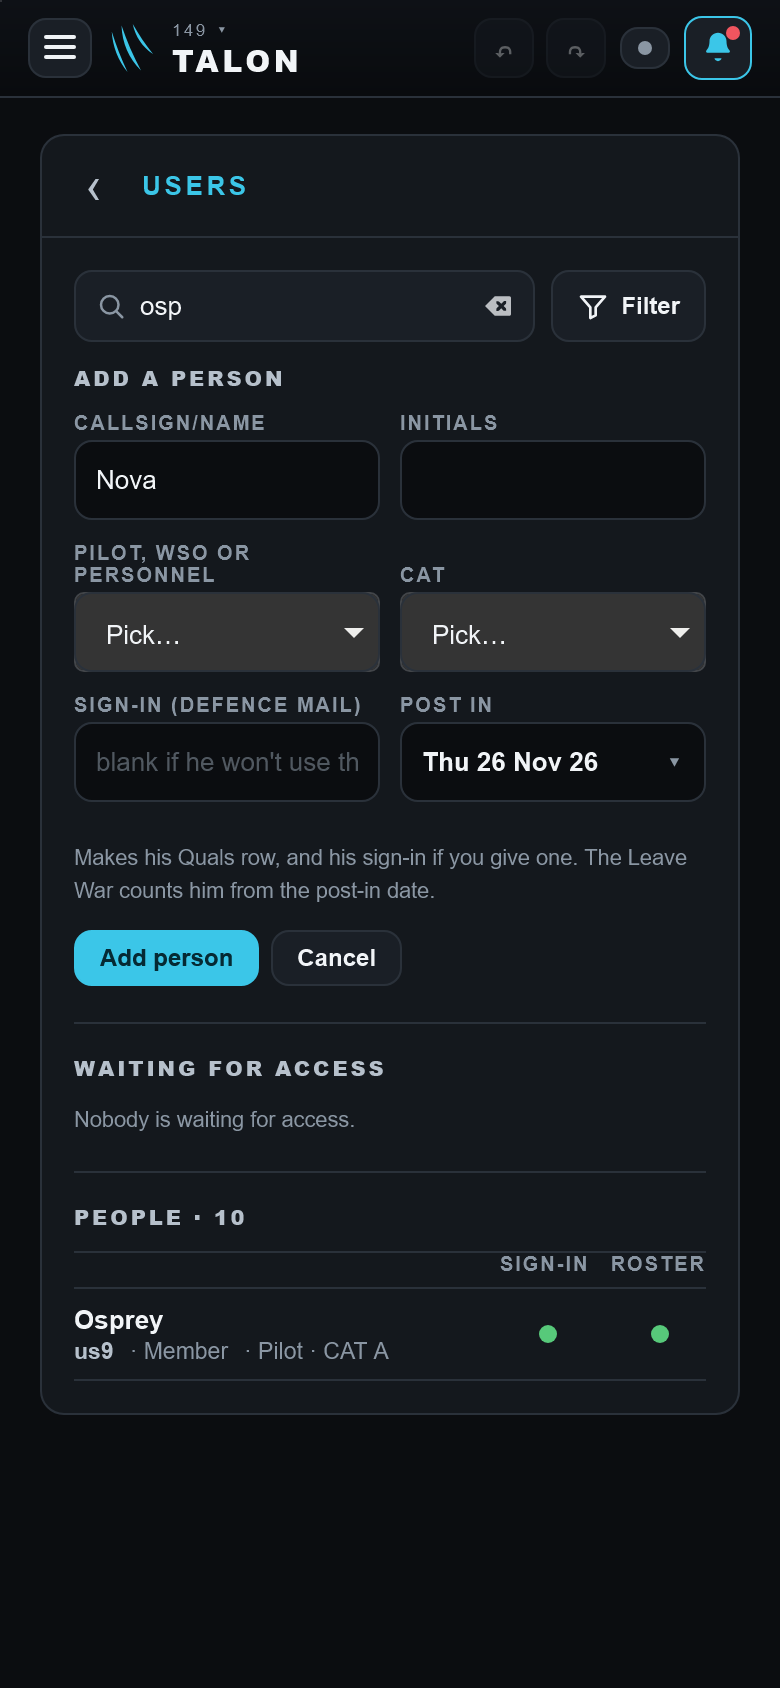 149 ▾
TALON
‹ USERS
osp
Filter
ADD A PERSON
CALLSIGN/NAME INITIALS
Nova
PILOT, WSO OR
PERSONNEL CAT
Pick... Pick...
SIGN-IN (DEFENCE MAIL) POST IN
blank if he won't use th Thu 26 Nov 26 ▾
Makes his Quals row, and his sign-in if you give one. The Leave
War counts him from the post-in date.
Add person Cancel
WAITING FOR ACCESS
Nobody is waiting for access.
PEOPLE · 10
SIGN-IN ROSTER
Osprey
us9 · Member · Pilot · CAT A